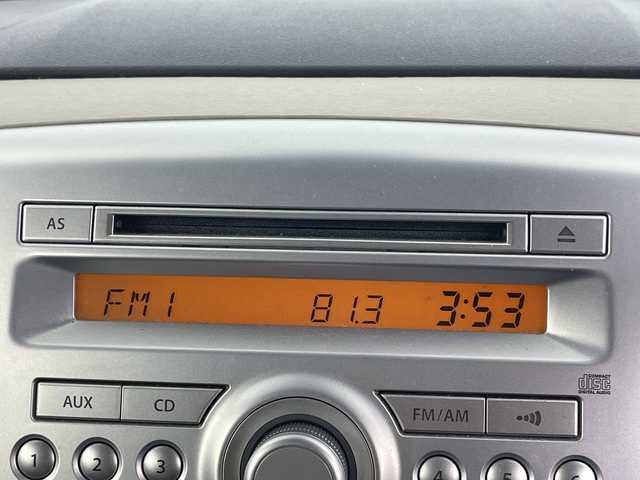 AS
FM1 81.3 3:53
COMPACT
disc
DIGITAL AUDIO
AUX CD FM/AM
1 2 3 4 5 6